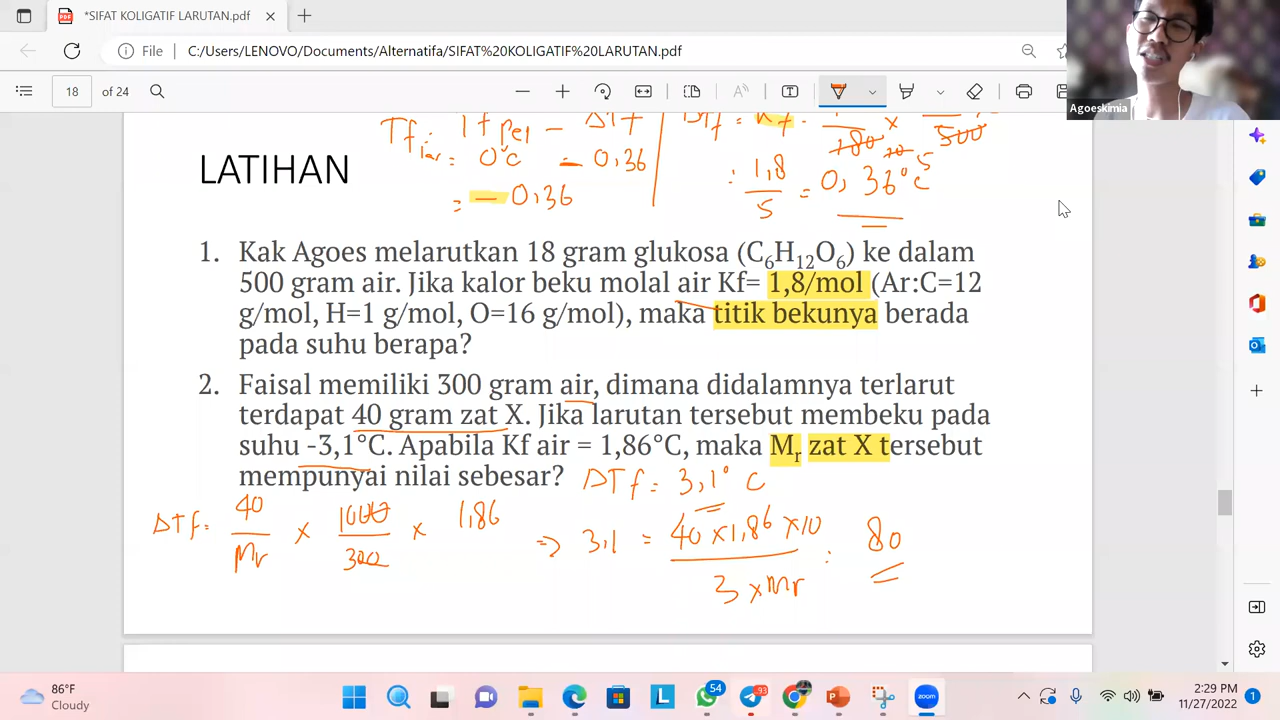 *SIFAT KOLIGATIF LARUTAN.pdf
File
C:/Users/LENOVO/Documents/Alternatifa/SIFAT%20KOLIGATIF%20LARUTAN.pdf
18 of 24
Agoeskimia
Tf lar = 0°C - 0,36
= - 0,36
: 1,8/5 = 0,36°C
LATIHAN
1. Kak Agoes melarutkan 18 gram glukosa (C₆H₁₂O₆) ke dalam
500 gram air. Jika kalor beku molal air Kf= 1,8/mol (Ar:C=12
g/mol, H=1 g/mol, O=16 g/mol), maka titik bekunya berada
pada suhu berapa?
2. Faisal memiliki 300 gram air, dimana didalamnya terlarut
terdapat 40 gram zat X. Jika larutan tersebut membeku pada
suhu -3,1°C. Apabila Kf air = 1,86°C, maka Mᵣ zat X tersebut
mempunyai nilai sebesar?
ΔTf = 3,1° C
ΔTf = 40/Mr × 1000/300 × 1,86 => 3,1 = 40 × 1,86 × 10 / 3 × Mr : 80
86°F
Cloudy
54
93
2:29 PM
11/27/2022
1